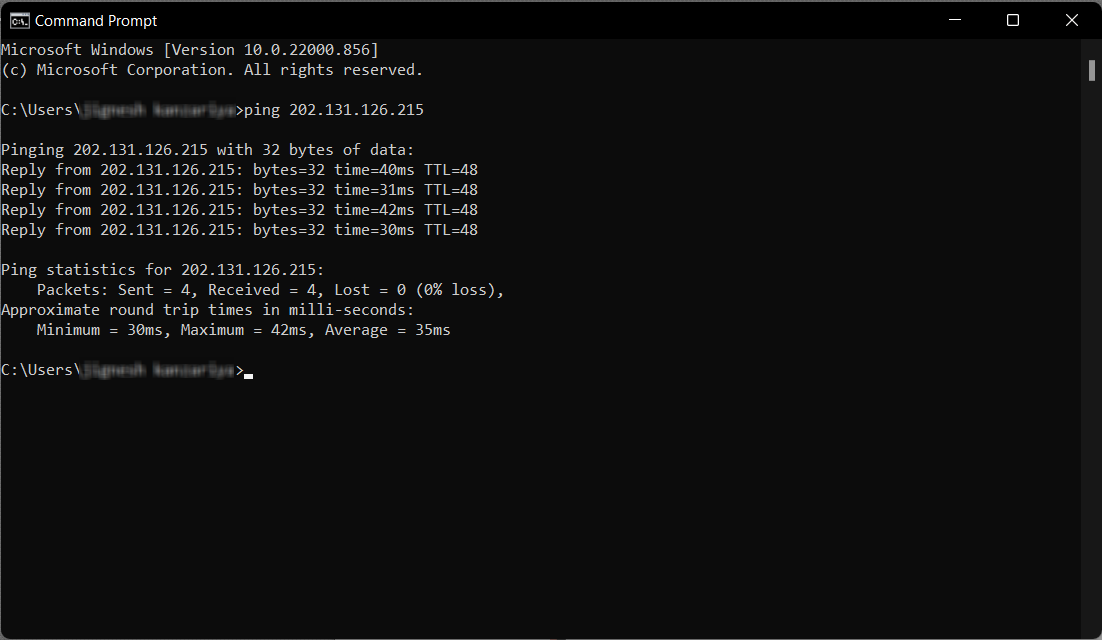 Command Prompt
Microsoft Windows [Version 10.0.22000.856]
(c) Microsoft Corporation. All rights reserved.
C:\Users\ >ping 202.131.126.215
Pinging 202.131.126.215 with 32 bytes of data:
Reply from 202.131.126.215: bytes=32 time=40ms TTL=48
Reply from 202.131.126.215: bytes=32 time=31ms TTL=48
Reply from 202.131.126.215: bytes=32 time=42ms TTL=48
Reply from 202.131.126.215: bytes=32 time=30ms TTL=48
Ping statistics for 202.131.126.215:
    Packets: Sent = 4, Received = 4, Lost = 0 (0% loss),
Approximate round trip times in milli-seconds:
    Minimum = 30ms, Maximum = 42ms, Average = 35ms
C:\Users\ >